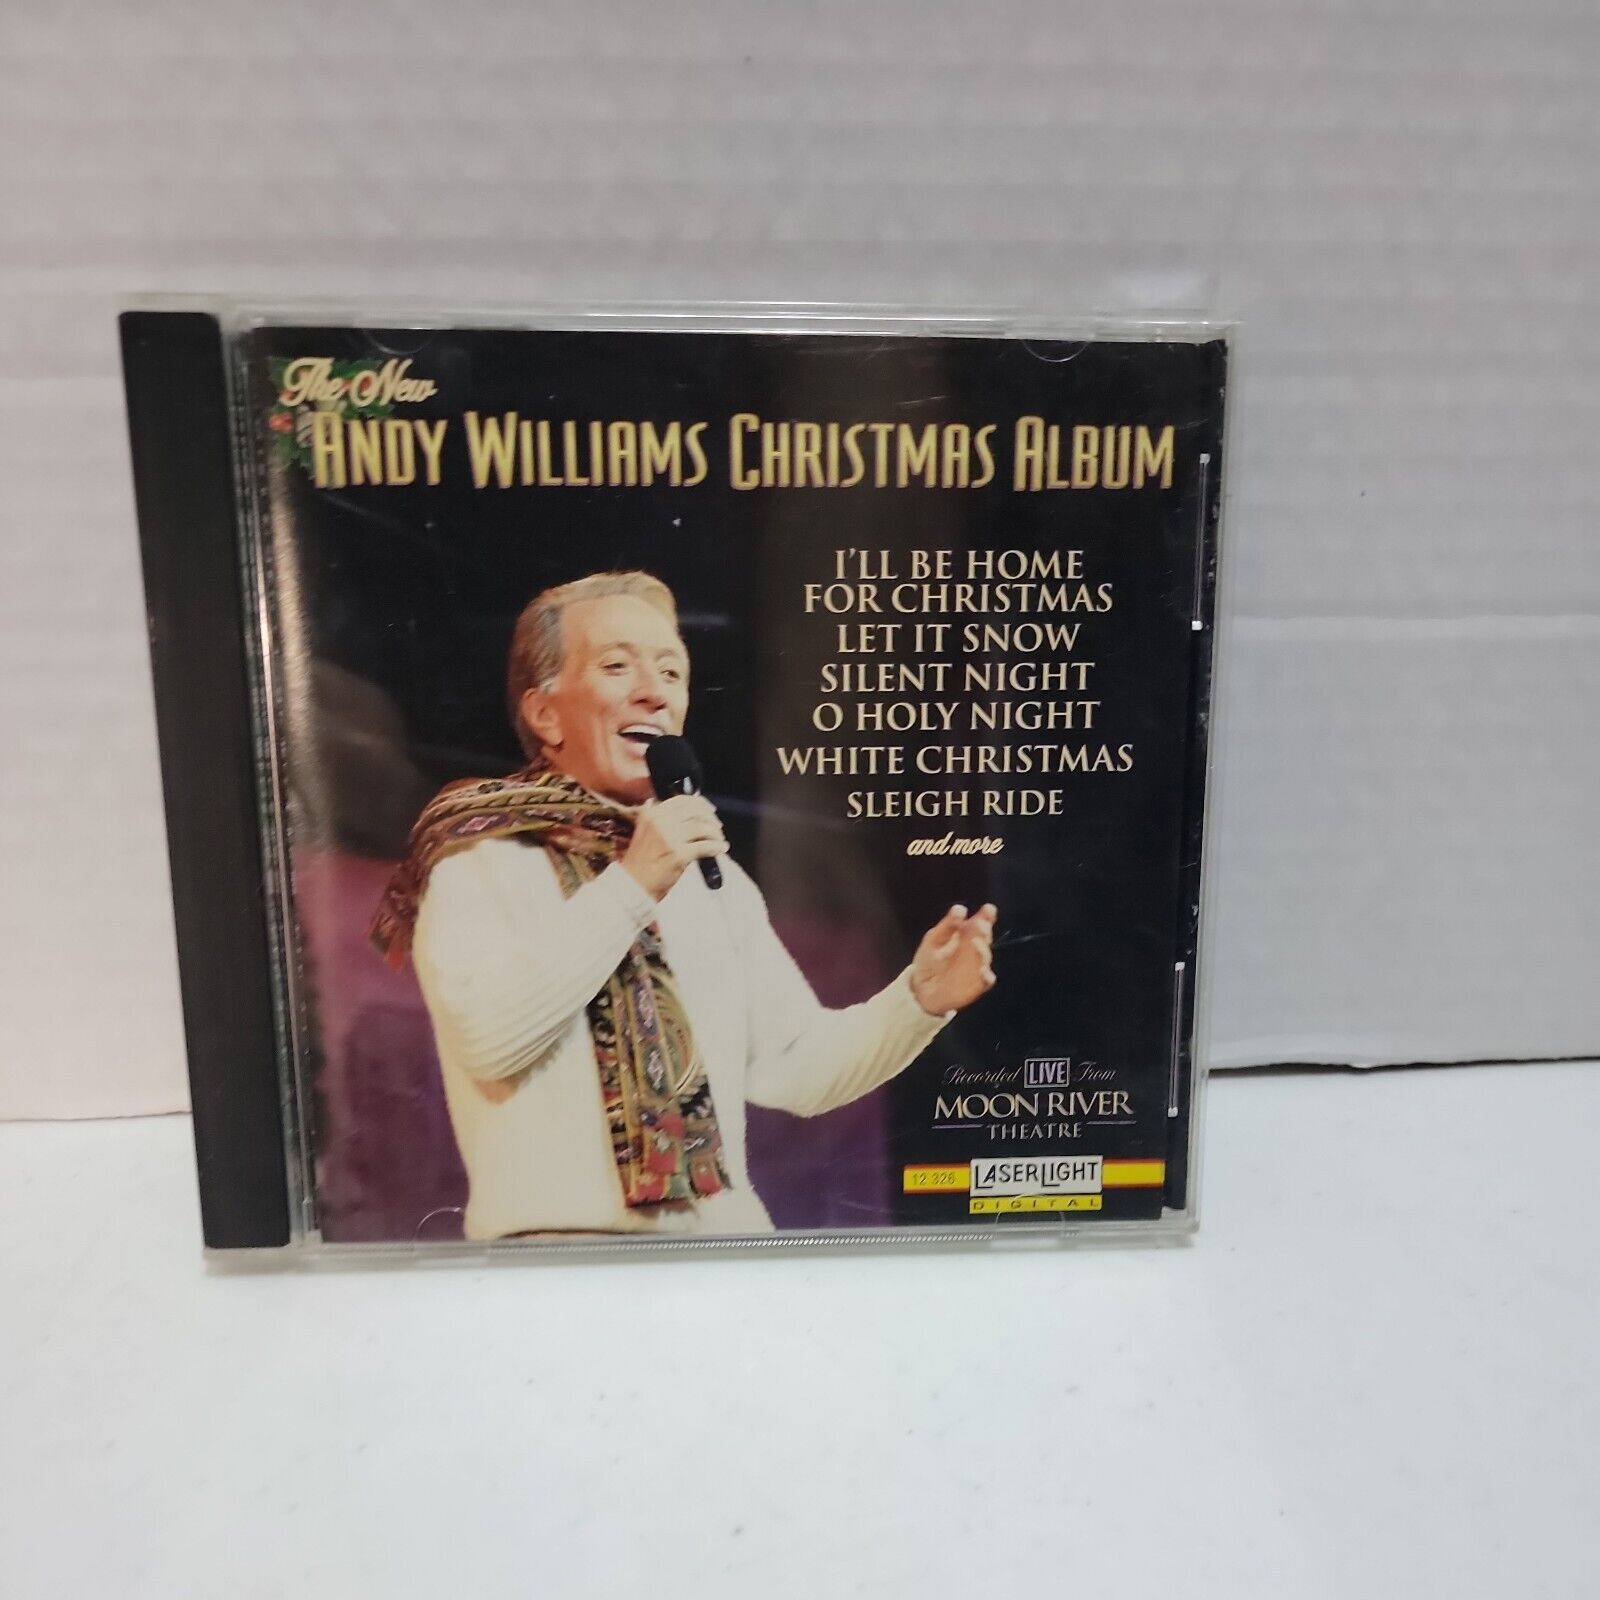 The New
ANDY WILLIAMS CHRISTMAS ALBUM
I'LL BE HOME
FOR CHRISTMAS
LET IT SNOW
SILENT NIGHT
O HOLY NIGHT
WHITE CHRISTMAS
SLEIGH RIDE
and more
Recorded LIVE From
MOON RIVER
THEATRE
12 326 LASERLIGHT
DIGITAL